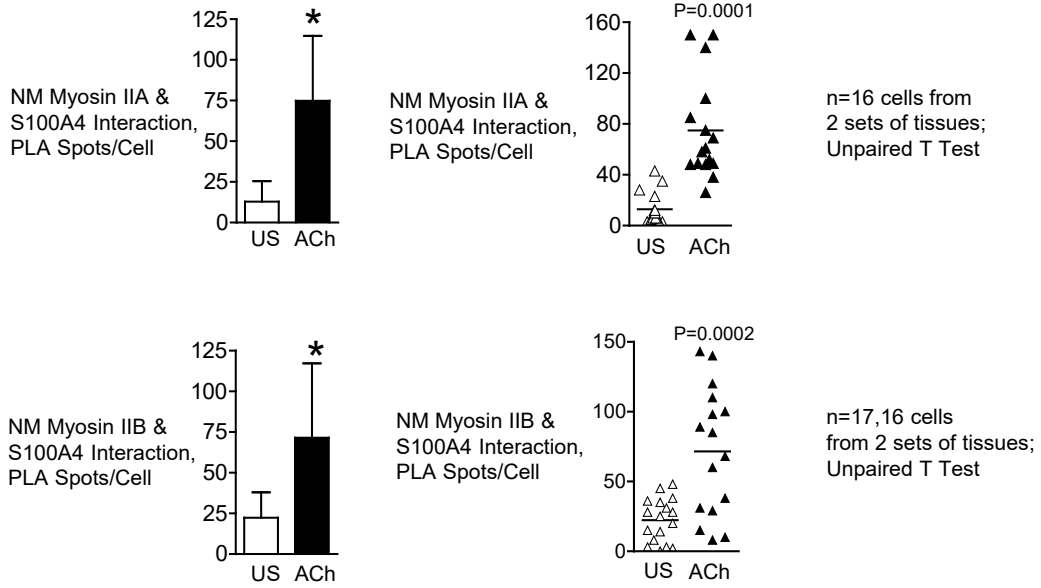 125
100
75
50
25
0
*
US ACh
NM Myosin IIA &
S100A4 Interaction,
PLA Spots/Cell
P=0.0001
160
120
80
40
0
US ACh
NM Myosin IIA &
S100A4 Interaction,
PLA Spots/Cell
n=16 cells from
2 sets of tissues;
Unpaired T Test
125
100
75
50
25
0
*
US ACh
NM Myosin IIB &
S100A4 Interaction,
PLA Spots/Cell
P=0.0002
150
100
50
0
US ACh
NM Myosin IIB &
S100A4 Interaction,
PLA Spots/Cell
n=17,16 cells
from 2 sets of tissues;
Unpaired T Test